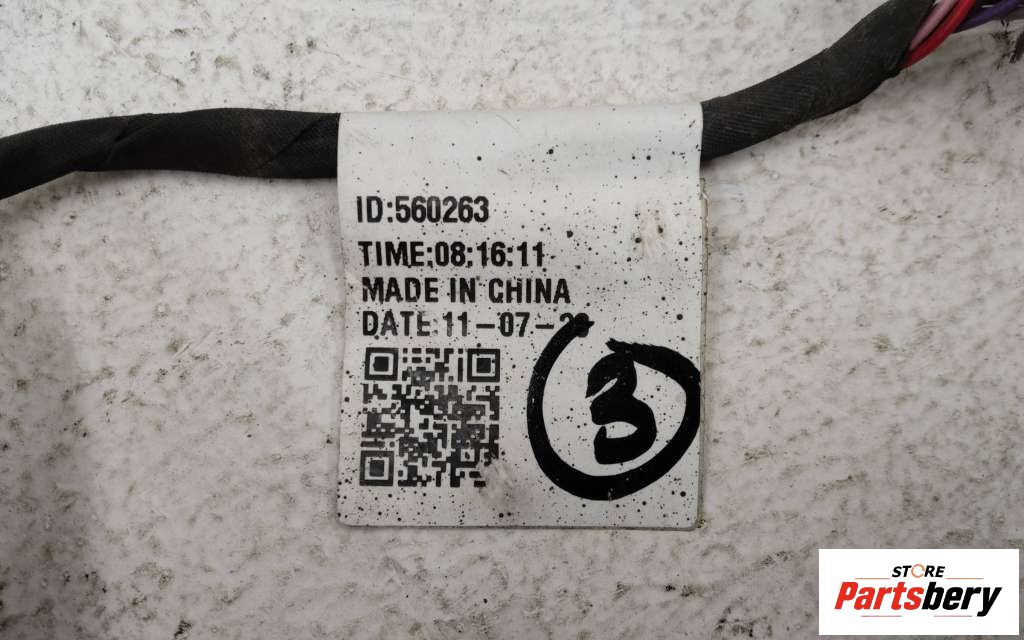 ID:560263
TIME:08:16:11
MADE IN CHINA
DATE:11-07-
3
STORE
Partsbery